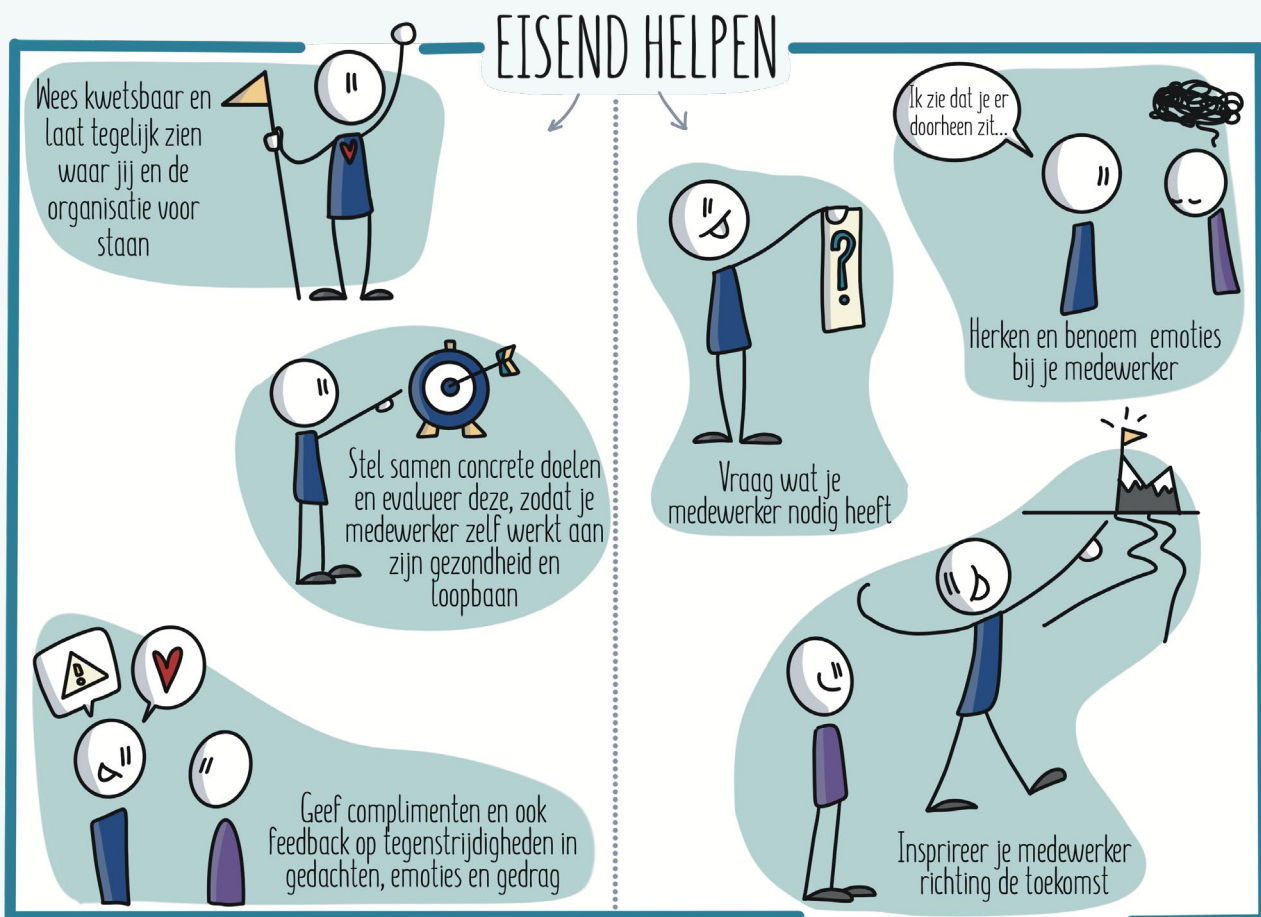 EISEND HELPEN
Wees kwetsbaar en
laat tegelijk zien
waar jij en de
organisatie voor
staan
Stel samen concrete doelen
en evalueer deze, zodat je
medewerker zelf werkt aan
zijn gezondheid en
loopbaan
Geef complimenten en ook
feedback op tegenstrijdigheden in
gedachten, emoties en gedrag
Ik zie dat je er
doorheen zit...
Herken en benoem emoties
bij je medewerker
?
Vraag wat je
medewerker nodig heeft
Insprireer je medewerker
richting de toekomst